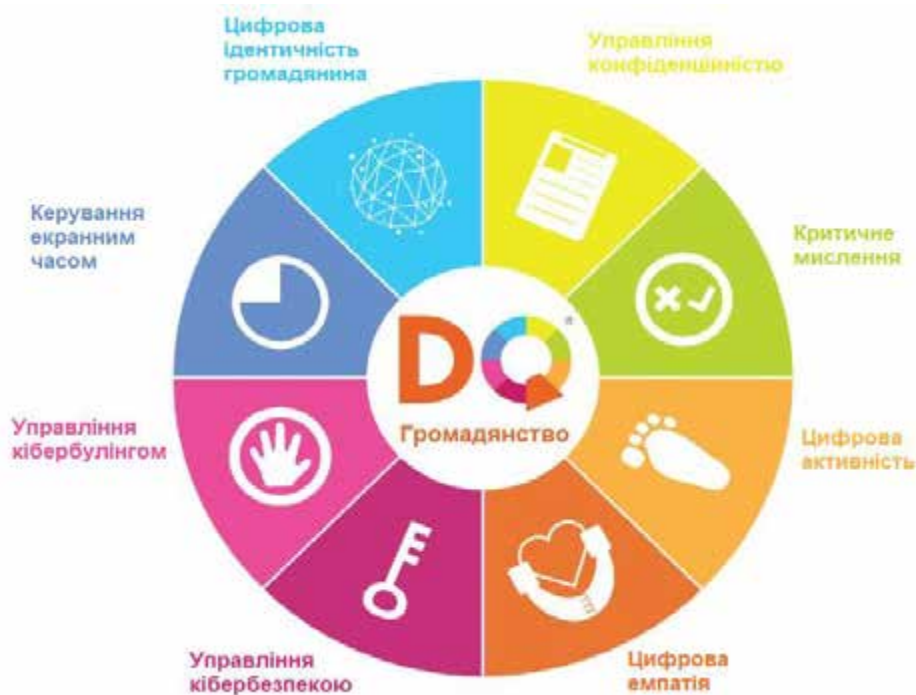 Цифрова
ідентичність
громадянина
Управління
конфіденційністю
Керування
екранним
часом
Критичне
мислення
DQ
®
Громадянство
Управління
кібербулінгом
Цифрова
активність
Управління
кібербезпекою
Цифрова
емпатія